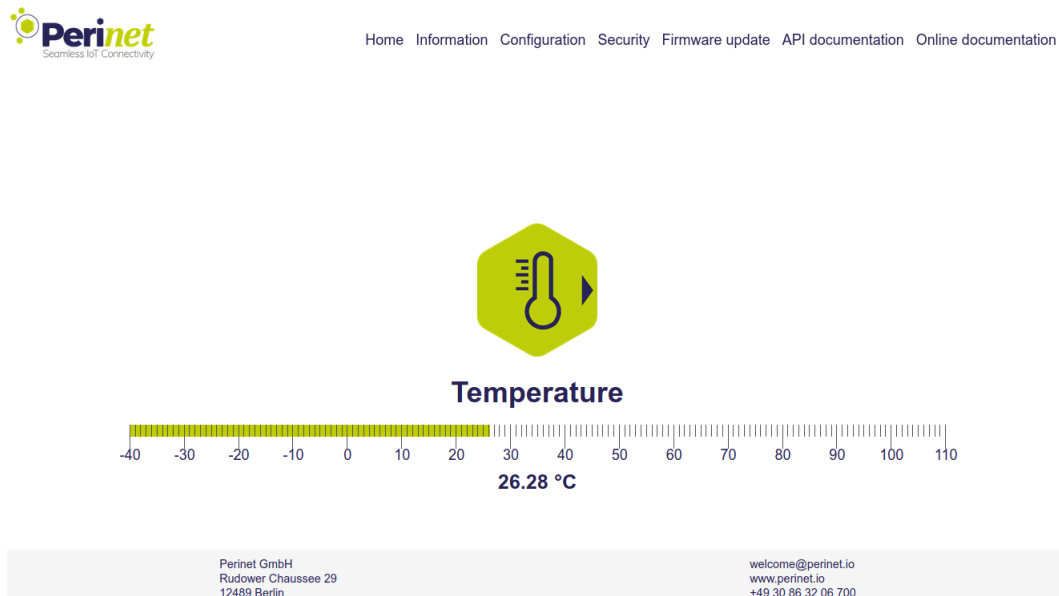 Perinet
Seamless IoT Connectivity
Home Information Configuration Security Firmware update API documentation Online documentation
Temperature
-40 -30 -20 -10 0 10 20 30 40 50 60 70 80 90 100 110
26.28 °C
Perinet GmbH
Rudower Chaussee 29
12489 Berlin
welcome@perinet.io
www.perinet.io
+49 30 86 32 06 700